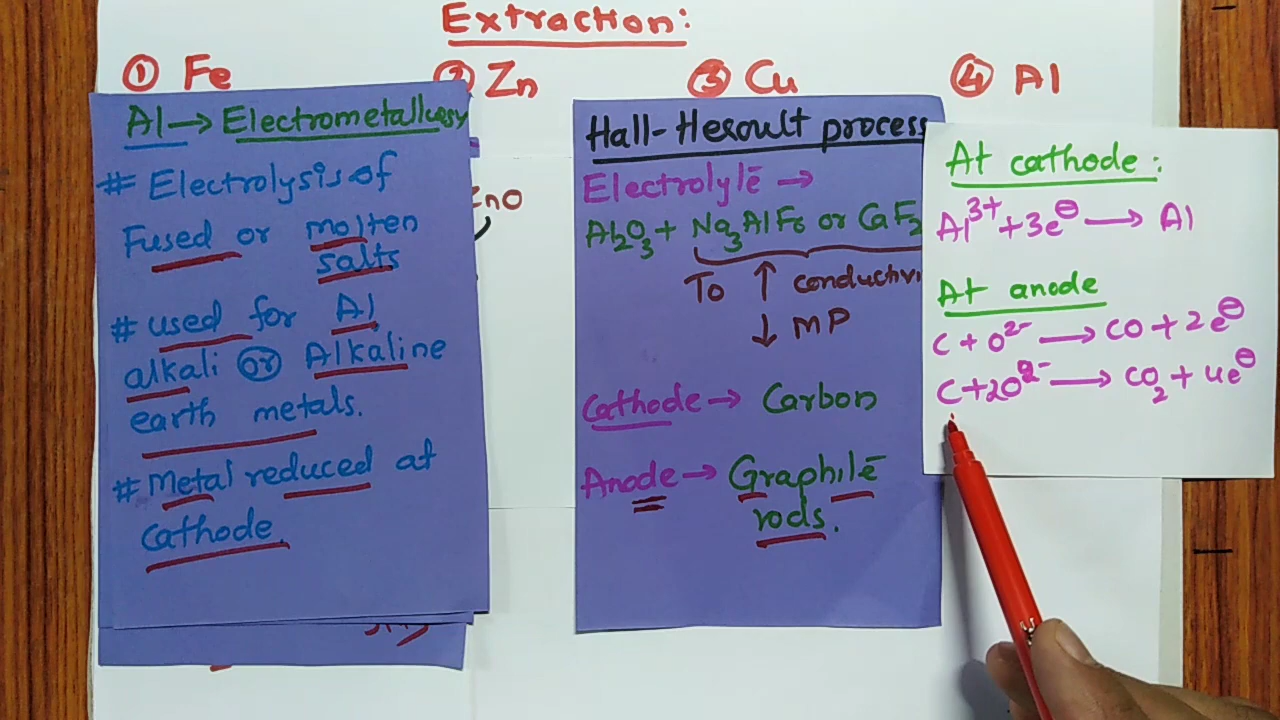 Extraction:
① Fe
② Zn
③ Cu
④ Al
Al → Electrometallurgy
# Electrolysis of
Fused or molten
salts
# used for Al
alkali OR Alkaline
earth metals.
# Metal reduced at
cathode.
ZnO
Hall-Heroult process
Electrolyte →
Al2O3 + Na3AlF6 or CaF2
To ↑ conductivi
↓ MP
Cathode → Carbon
Anode → Graphite
rods.
At cathode:
Al³⁺ + 3e⊖ → Al
At anode
C + O²⁻ → CO + 2e⊖
C + 2O²⁻ → CO2 + 4e⊖